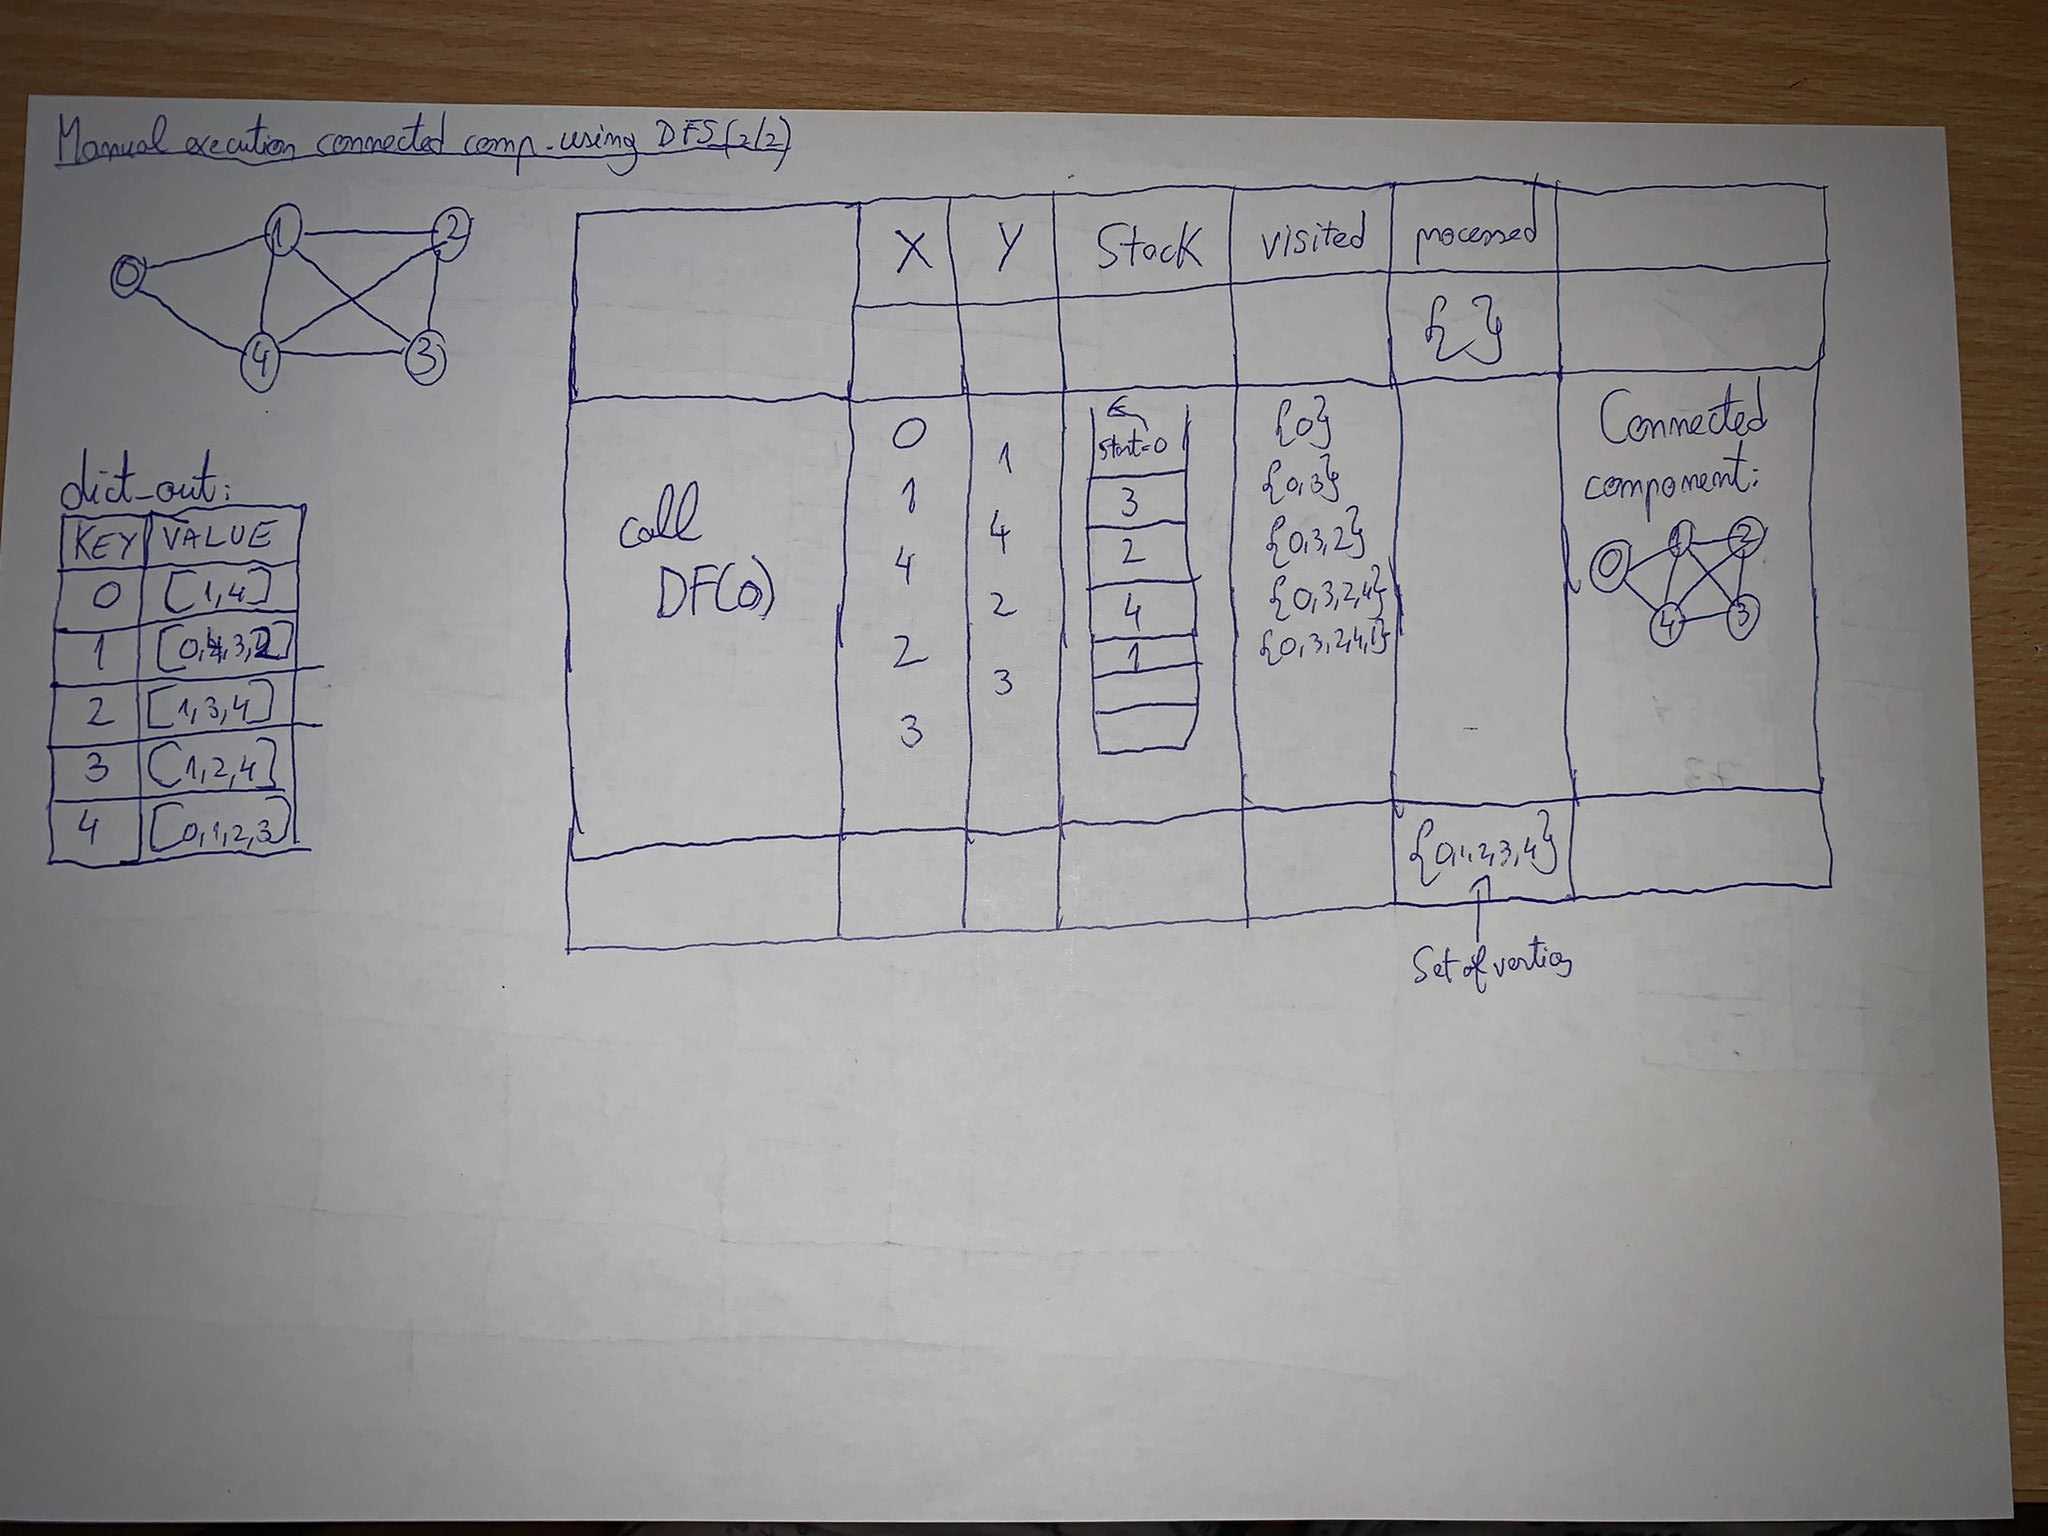 Manual execution connected comp. using DFS (2/2)
0 1 2 4 3
dict_out:
KEY VALUE
0 [1,4]
1 [0,4,3,2]
2 [1,3,4]
3 [1,2,4]
4 [0,1,2,3]
X Y Stack visited processed
{ }
call
DF(0)
0
1
4
2
3
1
4
2
3
start=0
3
2
4
1
{0}
{0,3}
{0,3,2}
{0,3,2,4}
{0,3,2,4,1}
Connected
component:
0 1 2 4 3
{0,1,2,3,4}
Set of vertices